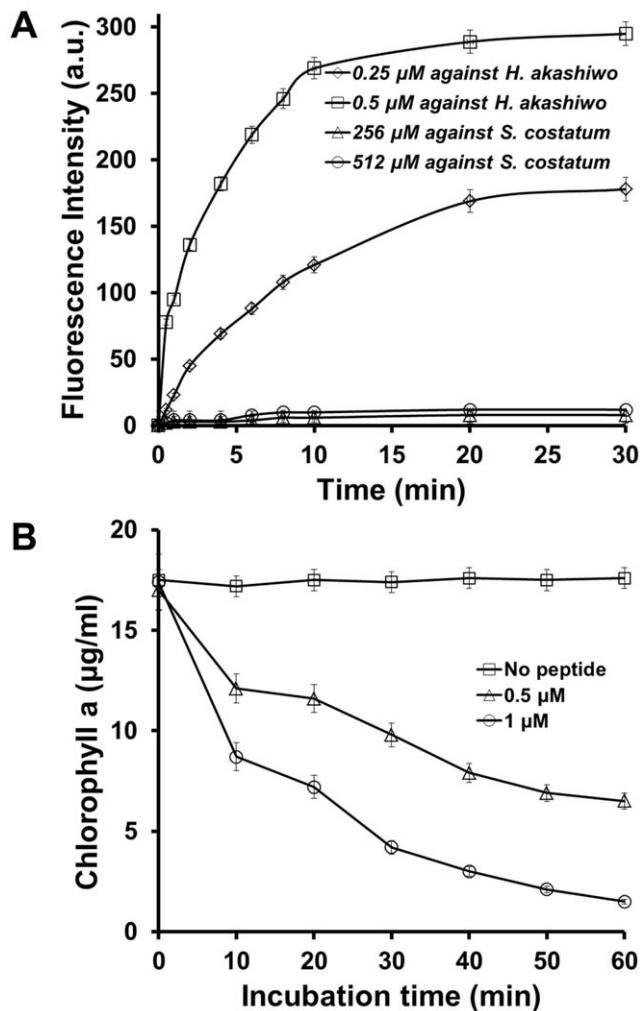 A
Fluorescence Intensity (a.u.)
300
250
200
150
100
50
0
0.25 µM against H. akashiwo
0.5 µM against H. akashiwo
256 µM against S. costatum
512 µM against S. costatum
0 5 10 15 20 25 30
Time (min)
B
Chlorophyll a (µg/ml)
20
15
10
5
0
No peptide
0.5 µM
1 µM
0 10 20 30 40 50 60
Incubation time (min)